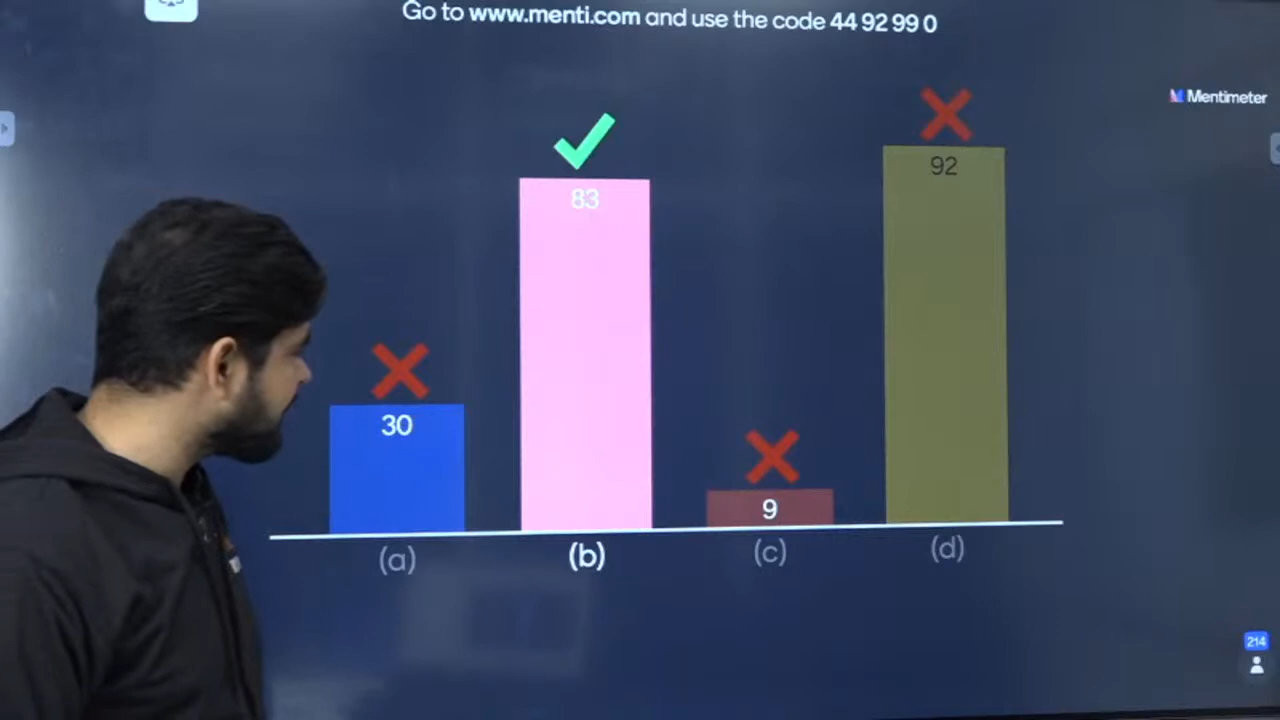 Go to www.menti.com and use the code 44 92 99 0
Mentimeter
92
83
30
9
(a)
(b)
(c)
(d)
214